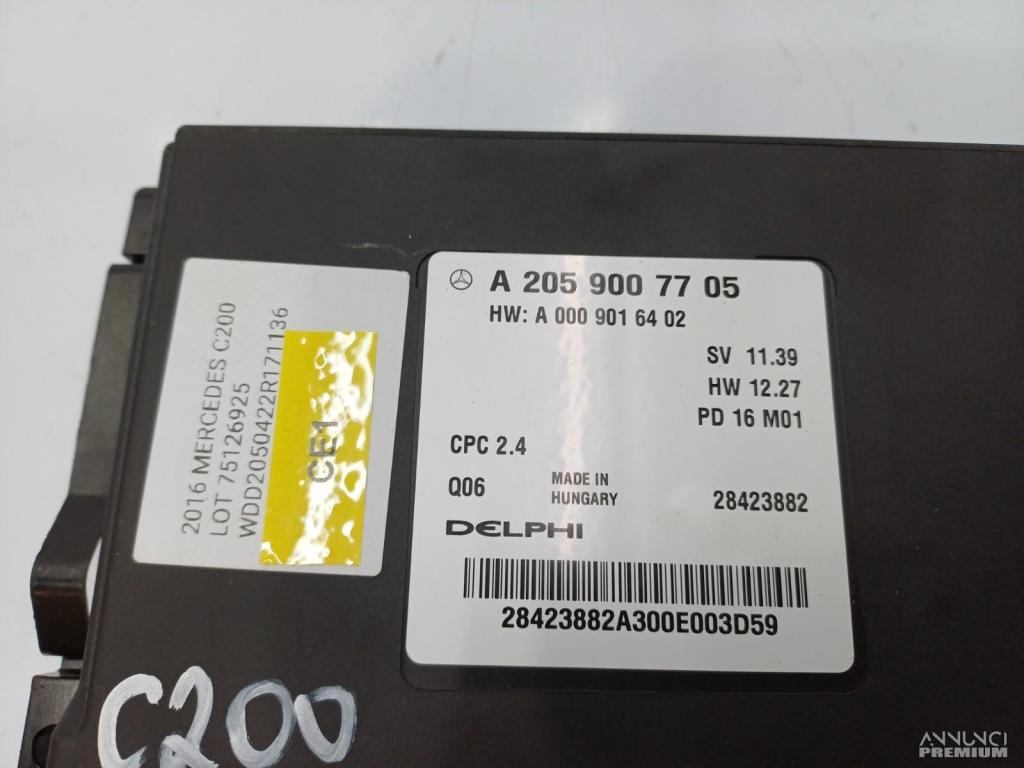 2016 MERCEDES C200
LOT 75126925
WDD2050422R171136
CE1
A 205 900 77 05
HW: A 000 901 64 02
SV 11.39
HW 12.27
PD 16 M01
CPC 2.4
Q06
MADE IN
HUNGARY
28423882
DELPHI
28423882A300E003D59
C200
ANNUNCI
PREMIUM